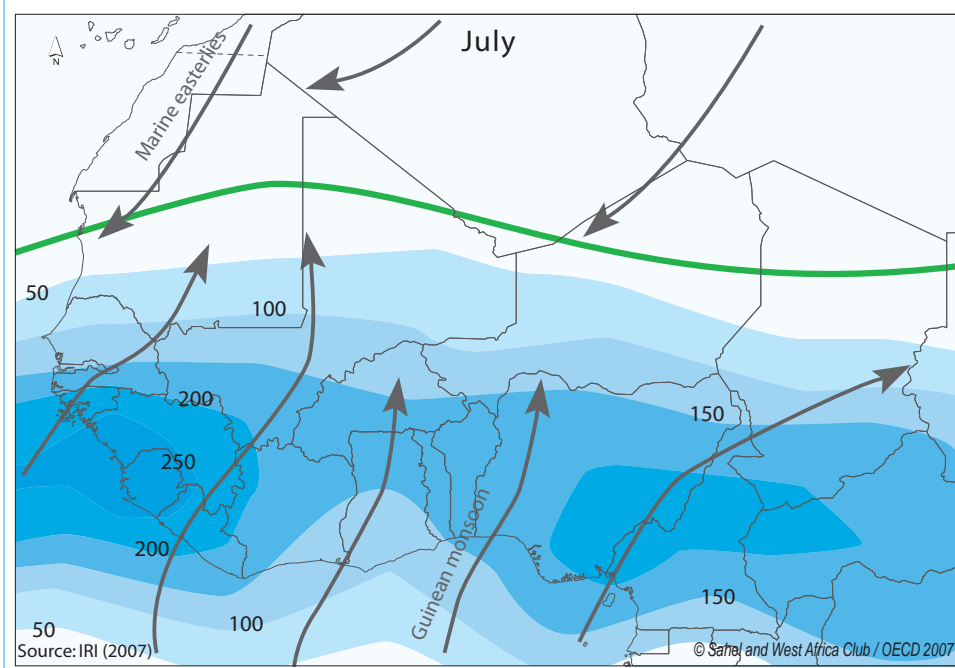 N
July
Marine easterlies
50
100
200
150
250
Guinean monsoon
200
150
100
50
Source: IRI (2007)
© Sahel and West Africa Club / OECD 2007